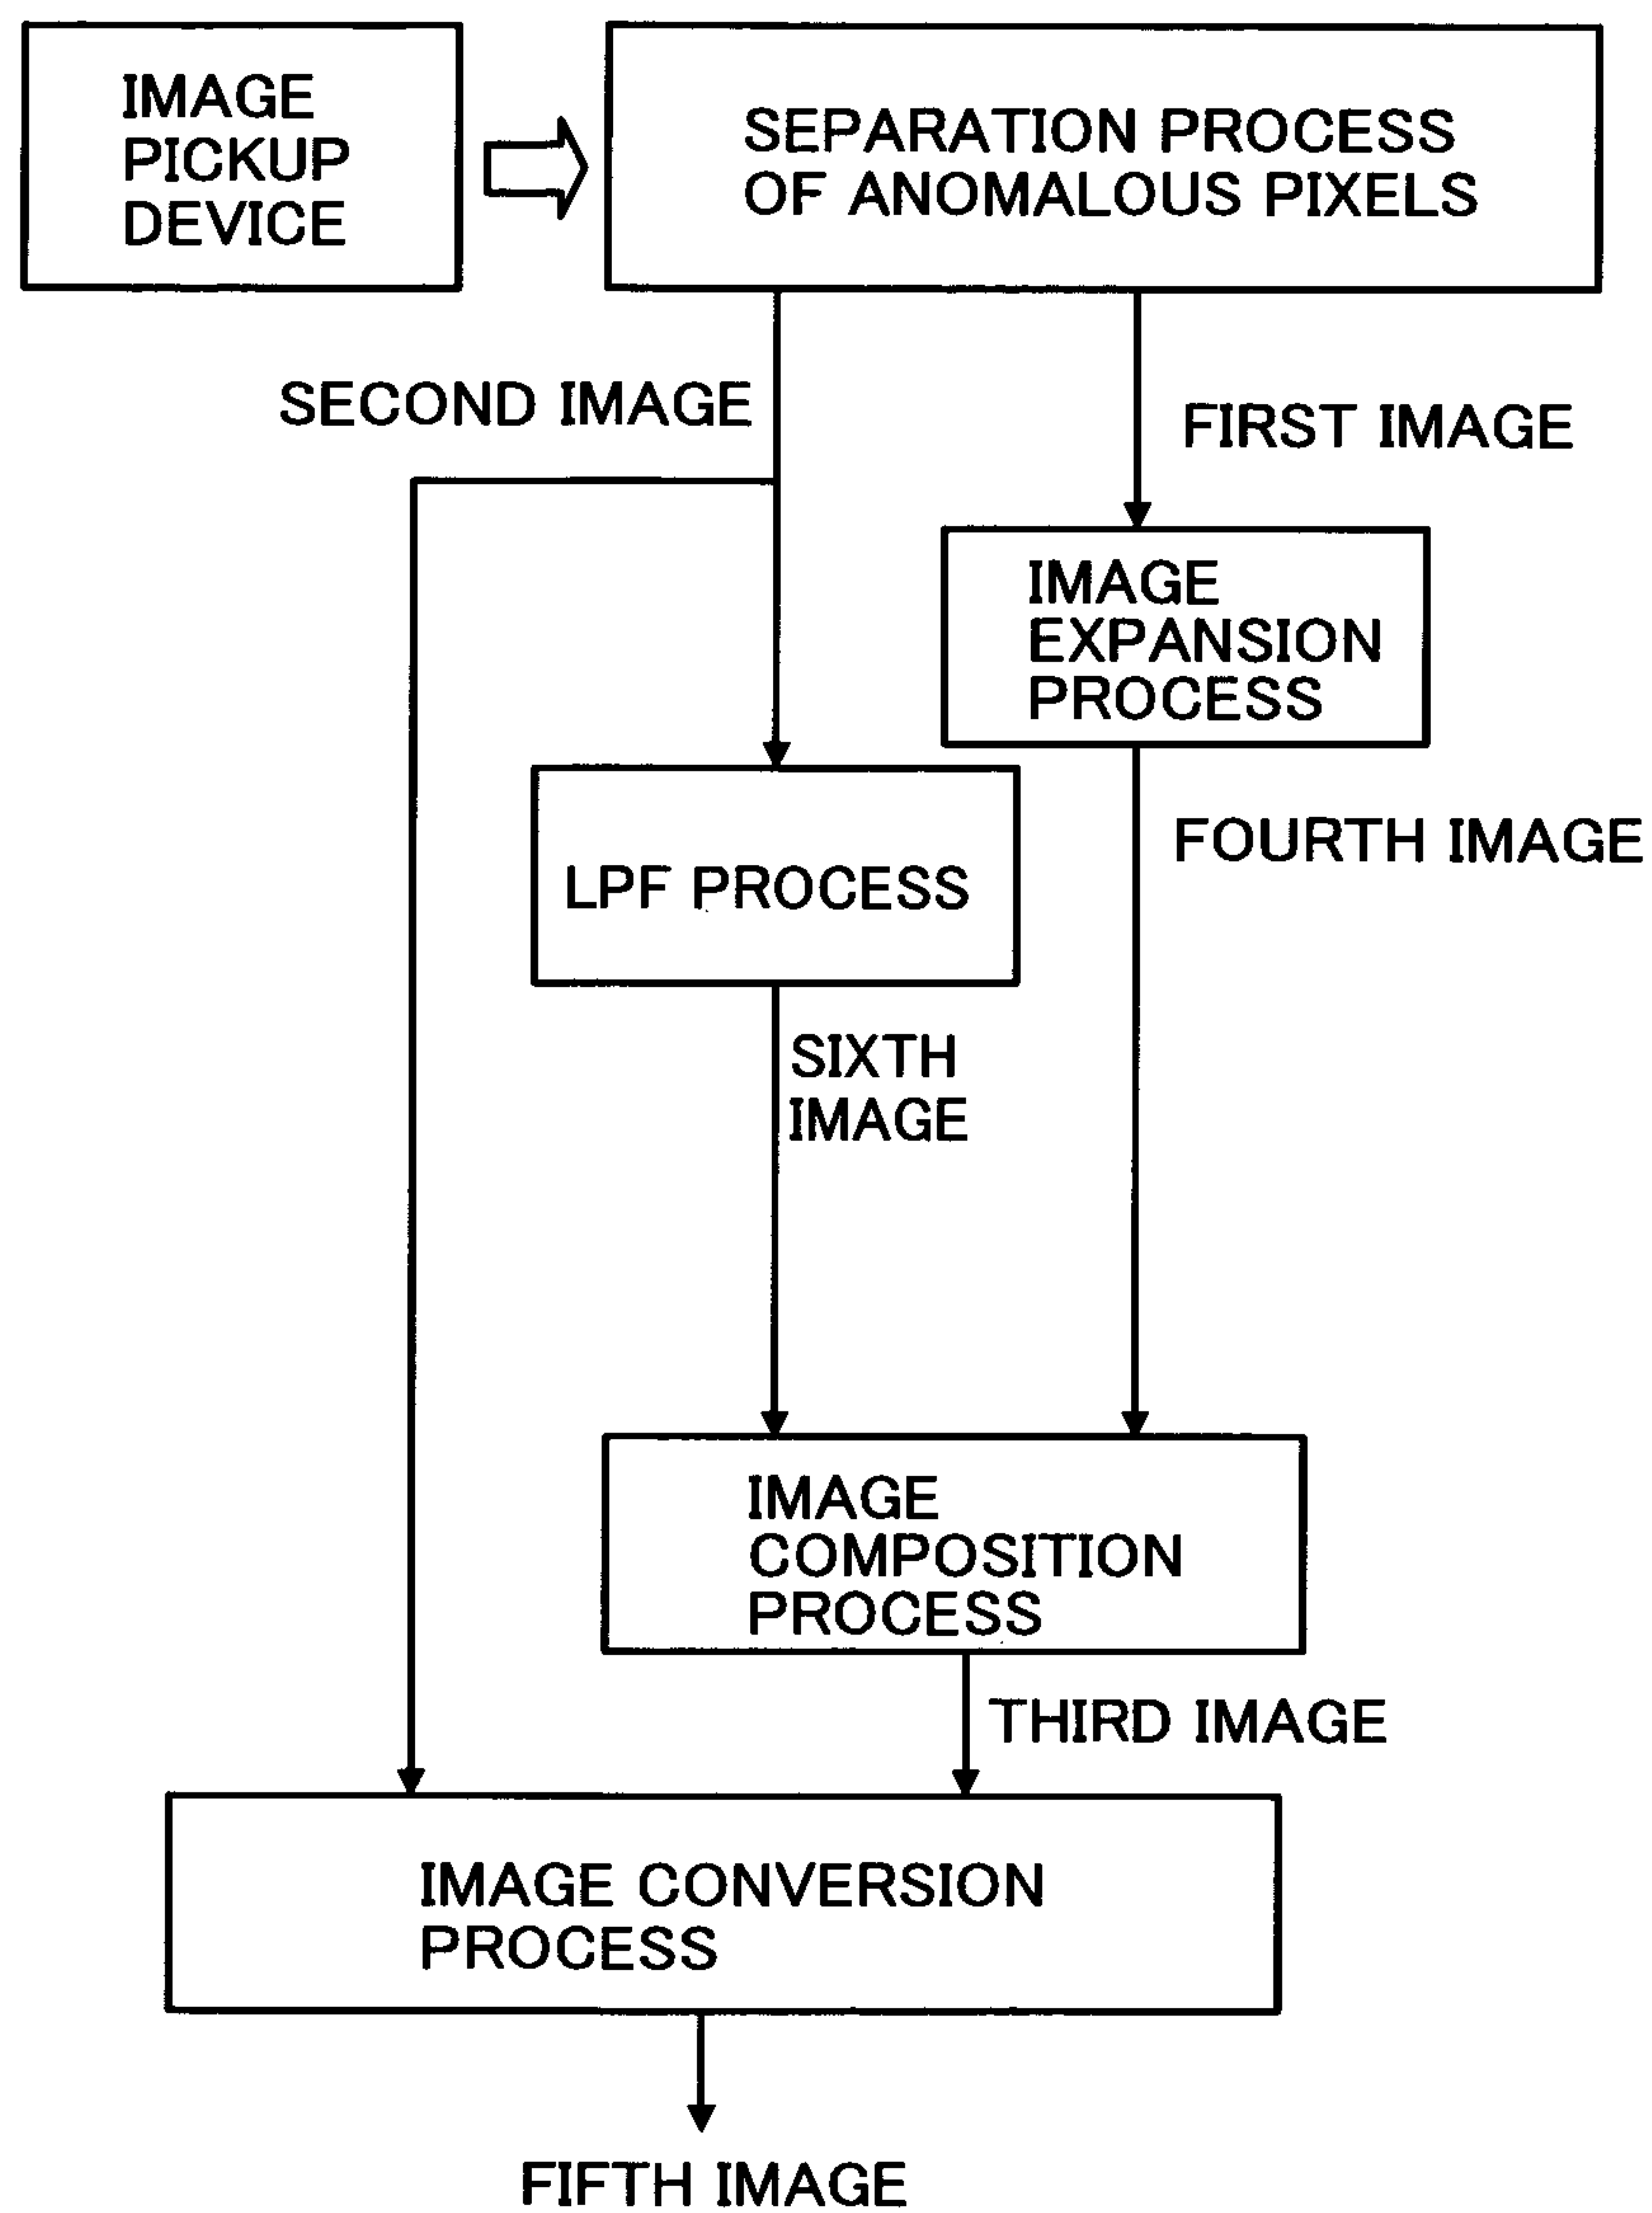 IMAGE
PICKUP
DEVICE
SEPARATION PROCESS
OF ANOMALOUS PIXELS
SECOND IMAGE
FIRST IMAGE
IMAGE
EXPANSION
PROCESS
FOURTH IMAGE
LPF PROCESS
SIXTH
IMAGE
IMAGE
COMPOSITION
PROCESS
THIRD IMAGE
IMAGE CONVERSION
PROCESS
FIFTH IMAGE